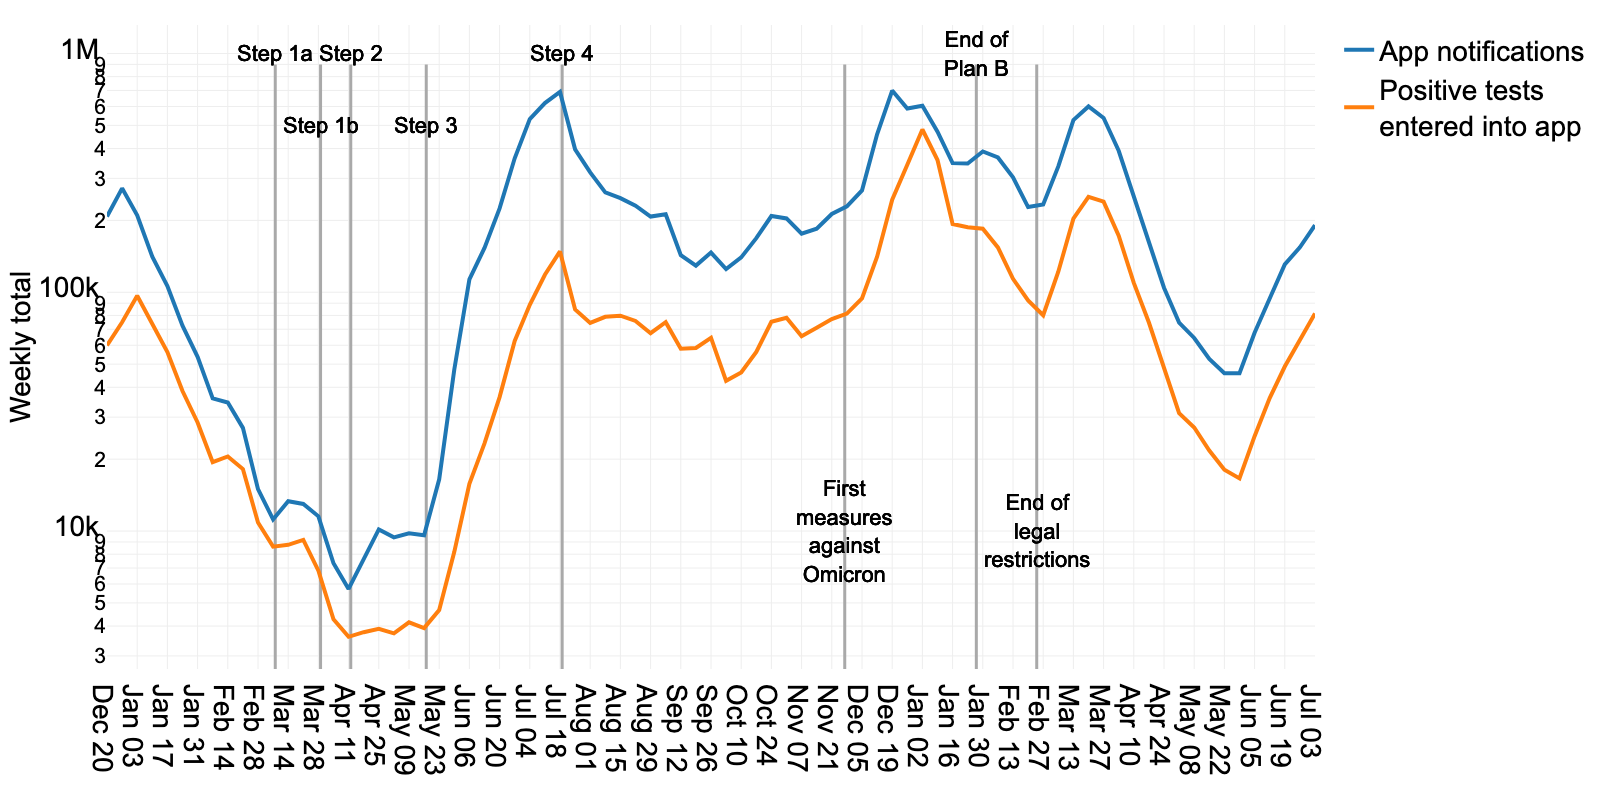 Step 1a Step 2
Step 1b
Step 3
Step 4
End of
Plan B
First
measures
against
Omicron
End of
legal
restrictions
App notifications
Positive tests
entered into app
Weekly total
1M
9
8
7
6
5
4
3
2
100k
9
8
7
6
5
4
3
2
10k
9
8
7
6
5
4
3
Dec 20
Jan 03
Jan 17
Jan 31
Feb 14
Feb 28
Mar 14
Mar 28
Apr 11
Apr 25
May 09
May 23
Jun 06
Jun 20
Jul 04
Jul 18
Aug 01
Aug 15
Aug 29
Sep 12
Sep 26
Oct 10
Oct 24
Nov 07
Nov 21
Dec 05
Dec 19
Jan 02
Jan 16
Jan 30
Feb 13
Feb 27
Mar 13
Mar 27
Apr 10
Apr 24
May 08
May 22
Jun 05
Jun 19
Jul 03